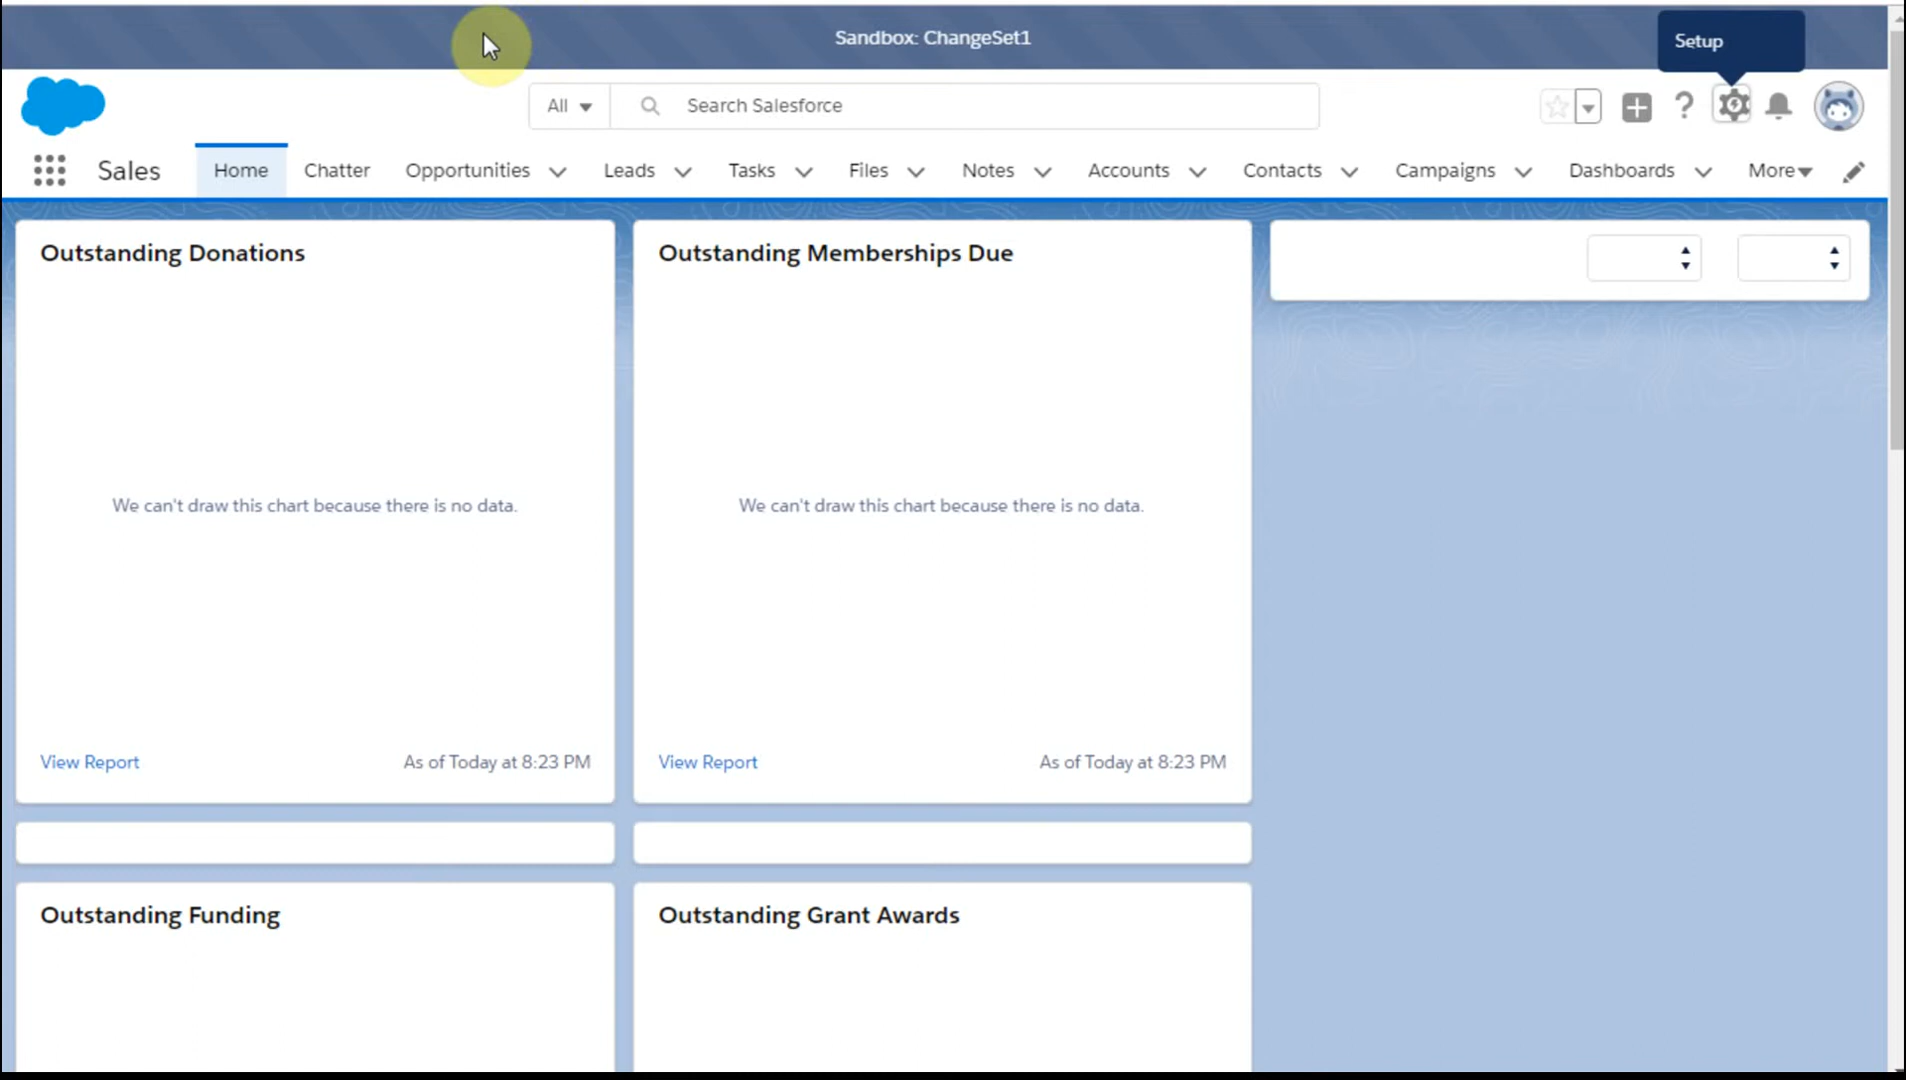 Sandbox: ChangeSet1
Setup
All
Search Salesforce
?
Sales
Home
Chatter
Opportunities
Leads
Tasks
Files
Notes
Accounts
Contacts
Campaigns
Dashboards
More
Outstanding Donations
We can't draw this chart because there is no data.
View Report
As of Today at 8:23 PM
Outstanding Memberships Due
We can't draw this chart because there is no data.
View Report
As of Today at 8:23 PM
Outstanding Funding
Outstanding Grant Awards